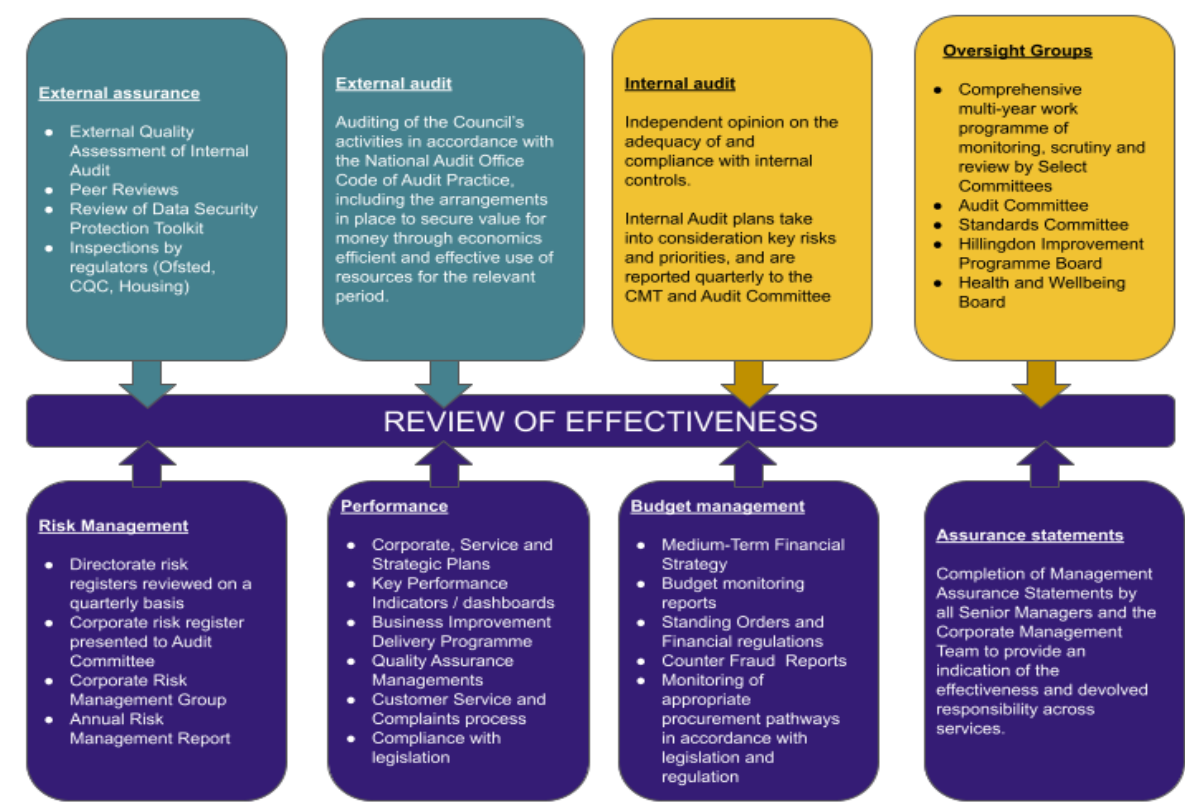 External assurance
● External Quality
Assessment of Internal
Audit
● Peer Reviews
● Review of Data Security
Protection Toolkit
● Inspections by
regulators (Ofsted,
CQC, Housing)
External audit
Auditing of the Council's
activities in accordance with
the National Audit Office
Code of Audit Practice,
including the arrangements
in place to secure value for
money through economics
efficient and effective use of
resources for the relevant
period.
Internal audit
Independent opinion on the
adequacy of and
compliance with internal
controls.
Internal Audit plans take
into consideration key risks
and priorities, and are
reported quarterly to the
CMT and Audit Committee
Oversight Groups
● Comprehensive
multi-year work
programme of
monitoring, scrutiny and
review by Select
Committees
● Audit Committee
● Standards Committee
● Hillingdon Improvement
Programme Board
● Health and Wellbeing
Board
REVIEW OF EFFECTIVENESS
Risk Management
● Directorate risk
registers reviewed on a
quarterly basis
● Corporate risk register
presented to Audit
Committee
● Corporate Risk
Management Group
● Annual Risk
Management Report
Performance
● Corporate, Service and
Strategic Plans
● Key Performance
Indicators / dashboards
● Business Improvement
Delivery Programme
● Quality Assurance
Managements
● Customer Service and
Complaints process
● Compliance with
legislation
Budget management
● Medium-Term Financial
Strategy
● Budget monitoring
reports
● Standing Orders and
Financial regulations
● Counter Fraud  Reports
● Monitoring of
appropriate
procurement pathways
in accordance with
legislation and
regulation
Assurance statements
Completion of Management
Assurance Statements by
all Senior Managers and the
Corporate Management
Team to provide an
indication of the
effectiveness and devolved
responsibility across
services.